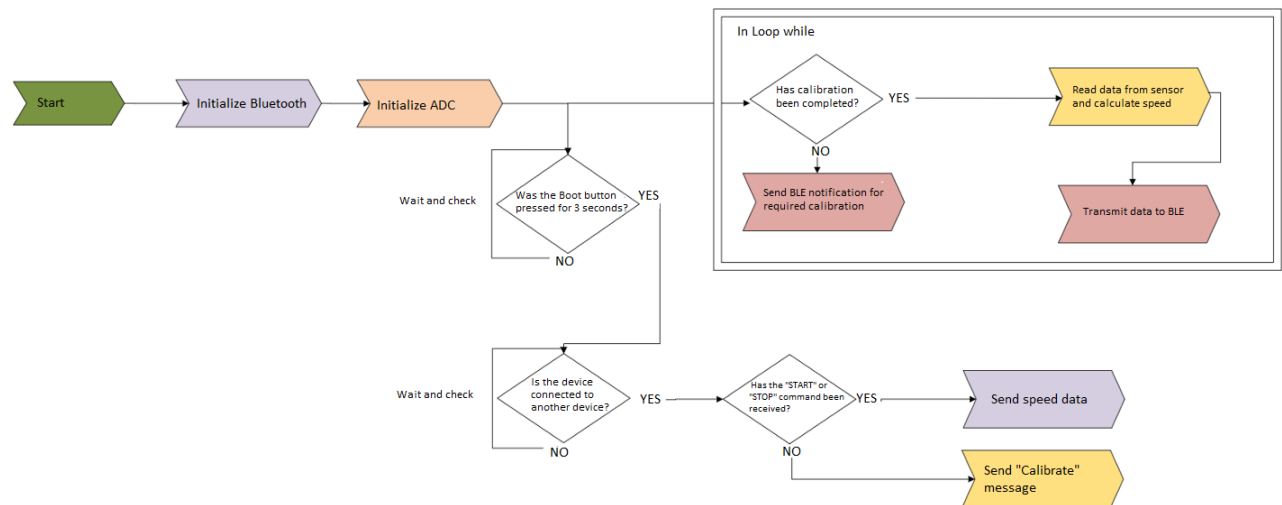 In Loop while
Start
Initialize Bluetooth
Initialize ADC
Has calibration
been completed?
YES
Read data from sensor
and calculate speed
NO
Send BLE notification for
required calibration
Transmit data to BLE
Wait and check
Was the Boot button
pressed for 3 seconds?
YES
NO
Wait and check
Is the device
connected to
another device?
YES
NO
Has the "START" or
"STOP" command been
received?
YES
Send speed data
NO
Send "Calibrate"
message